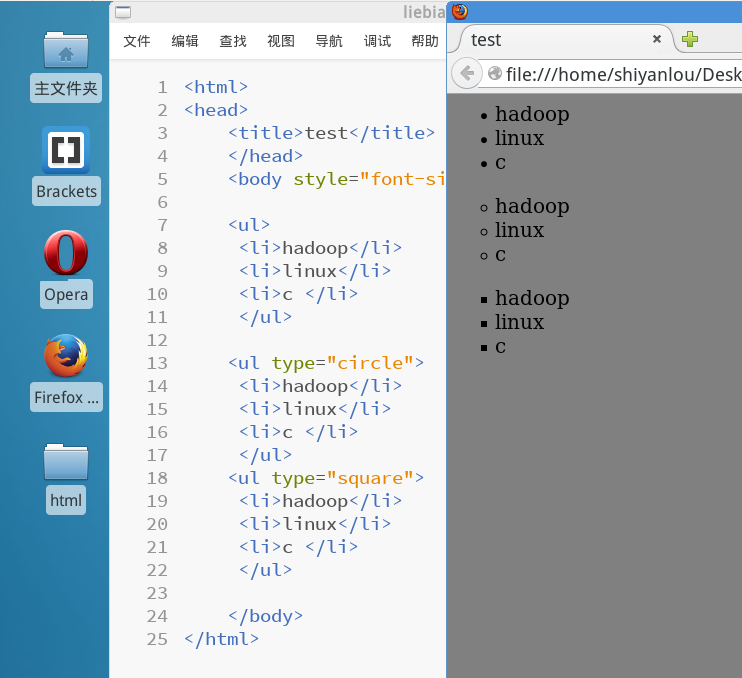 主文件夹
Brackets
Opera
Firefox ...
html
liebia
文件 编辑 查找 视图 导航 调试 帮助
1 <html>
2 <head>
3 <title>test</title>
4 </head>
5 <body style="font-si
6
7 <ul>
8 <li>hadoop</li>
9 <li>linux</li>
10 <li>c </li>
11 </ul>
12
13 <ul type="circle">
14 <li>hadoop</li>
15 <li>linux</li>
16 <li>c </li>
17 </ul>
18 <ul type="square">
19 <li>hadoop</li>
20 <li>linux</li>
21 <li>c </li>
22 </ul>
23
24 </body>
25 </html>
test
file:///home/shiyanlou/Desk
hadoop
linux
c
hadoop
linux
c
hadoop
linux
c